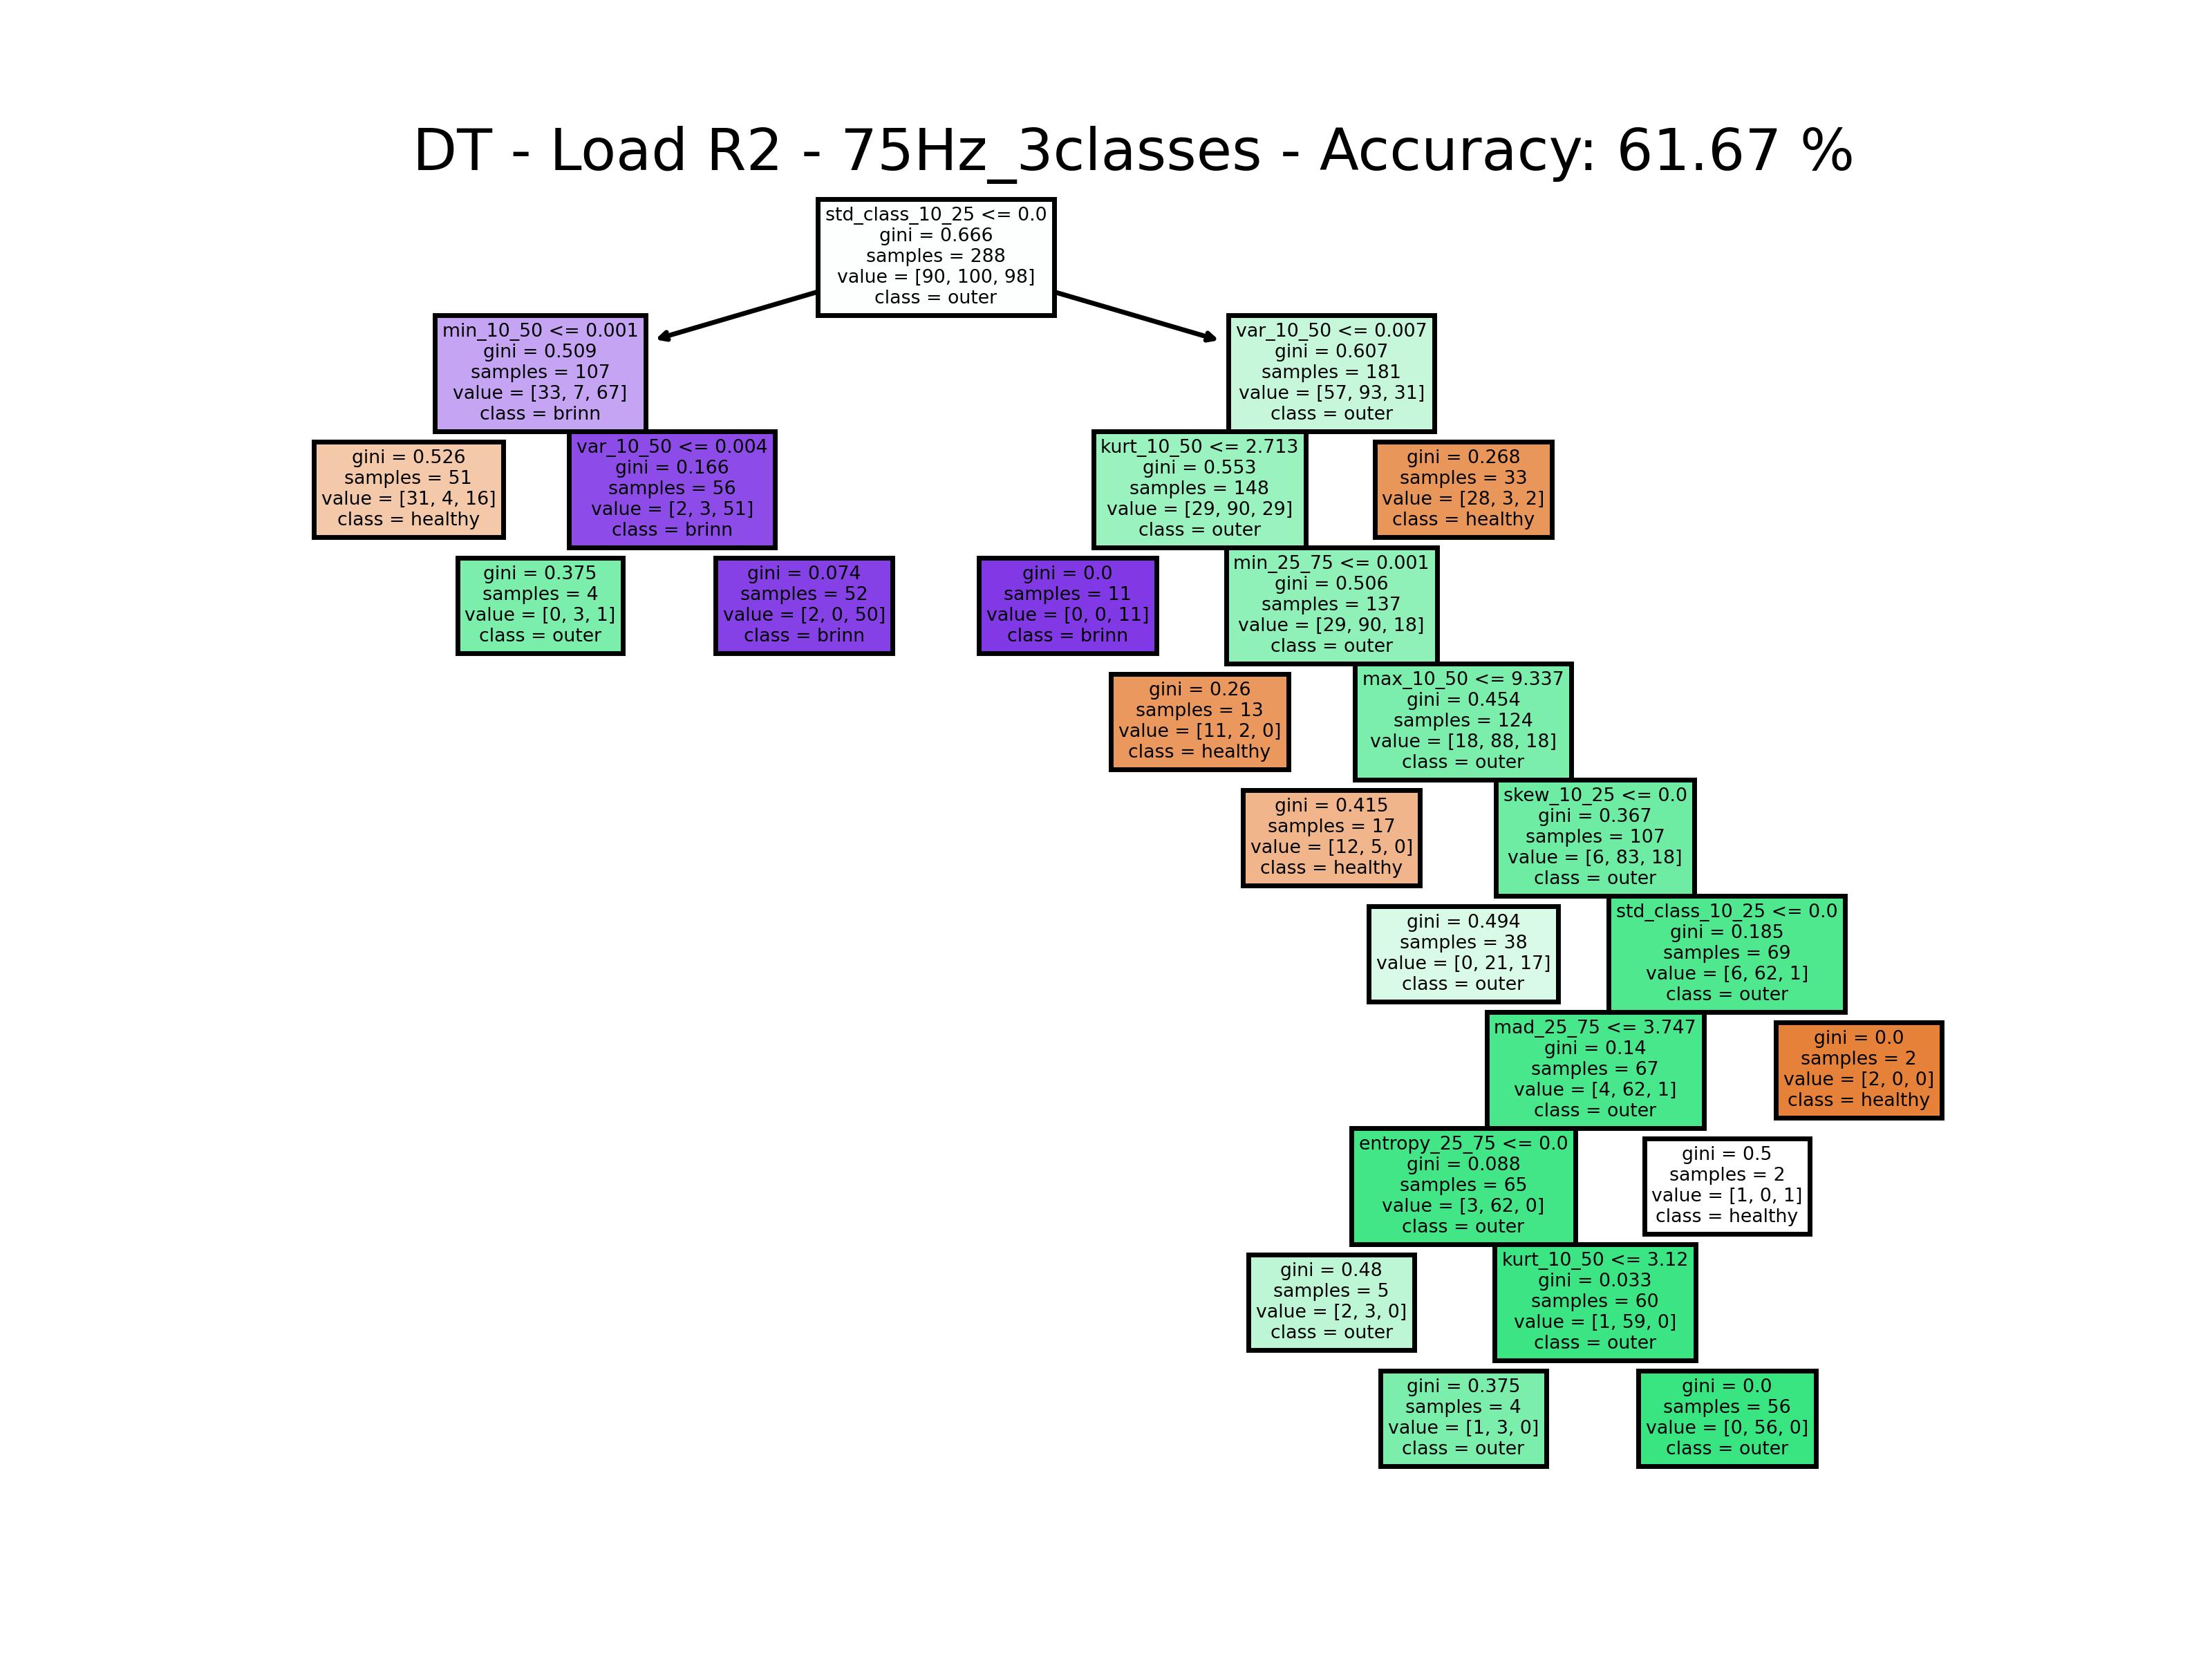 DT - Load R2 - 75Hz_3classes - Accuracy: 61.67 %
std_class_10_25 <= 0.0
gini = 0.666
samples = 288
value = [90, 100, 98]
class = outer
min_10_50 <= 0.001
gini = 0.509
samples = 107
value = [33, 7, 67]
class = brinn
var_10_50 <= 0.007
gini = 0.607
samples = 181
value = [57, 93, 31]
class = outer
gini = 0.526
samples = 51
value = [31, 4, 16]
class = healthy
var_10_50 <= 0.004
gini = 0.166
samples = 56
value = [2, 3, 51]
class = brinn
kurt_10_50 <= 2.713
gini = 0.553
samples = 148
value = [29, 90, 29]
class = outer
gini = 0.268
samples = 33
value = [28, 3, 2]
class = healthy
gini = 0.375
samples = 4
value = [0, 3, 1]
class = outer
gini = 0.074
samples = 52
value = [2, 0, 50]
class = brinn
gini = 0.0
samples = 11
value = [0, 0, 11]
class = brinn
min_25_75 <= 0.001
gini = 0.506
samples = 137
value = [29, 90, 18]
class = outer
gini = 0.26
samples = 13
value = [11, 2, 0]
class = healthy
max_10_50 <= 9.337
gini = 0.454
samples = 124
value = [18, 88, 18]
class = outer
gini = 0.415
samples = 17
value = [12, 5, 0]
class = healthy
skew_10_25 <= 0.0
gini = 0.367
samples = 107
value = [6, 83, 18]
class = outer
gini = 0.494
samples = 38
value = [0, 21, 17]
class = outer
std_class_10_25 <= 0.0
gini = 0.185
samples = 69
value = [6, 62, 1]
class = outer
mad_25_75 <= 3.747
gini = 0.14
samples = 67
value = [4, 62, 1]
class = outer
gini = 0.0
samples = 2
value = [2, 0, 0]
class = healthy
entropy_25_75 <= 0.0
gini = 0.088
samples = 65
value = [3, 62, 0]
class = outer
gini = 0.5
samples = 2
value = [1, 0, 1]
class = healthy
gini = 0.48
samples = 5
value = [2, 3, 0]
class = outer
kurt_10_50 <= 3.12
gini = 0.033
samples = 60
value = [1, 59, 0]
class = outer
gini = 0.375
samples = 4
value = [1, 3, 0]
class = outer
gini = 0.0
samples = 56
value = [0, 56, 0]
class = outer